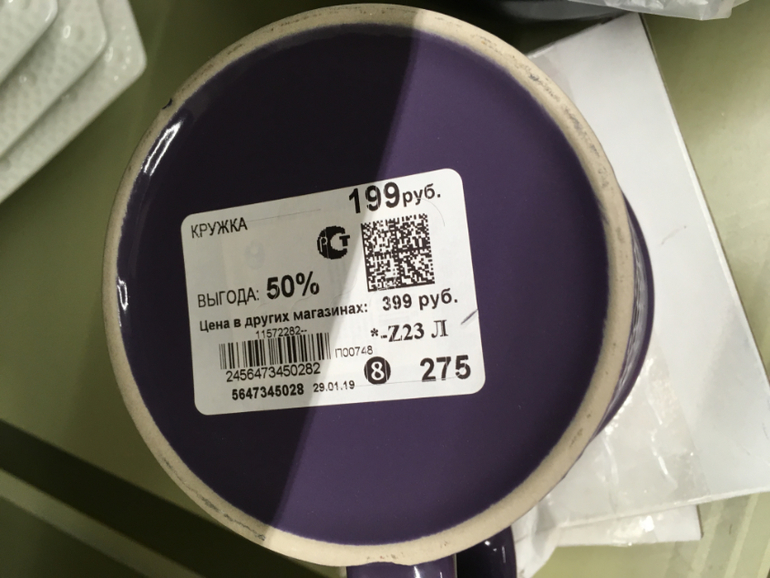 199руб.
КРУЖКА
РСТ
ВЫГОДА: 50%
Цена в других магазинах: 399 руб.
11572282--
*-Z23 Л
П00748
2456473450282
8 275
5647345028 29.01.19